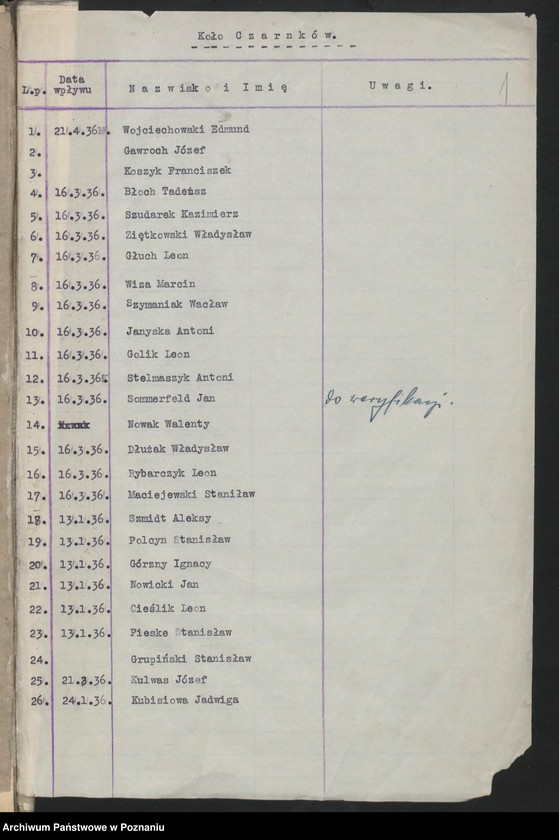 Koło Czarnków.
L.p. Data wpływu Nazwisko i Imię Uwagi. 1
1. 21.4.36. Wojciechowski Edmund
2. Gawroch Józef
3. Koszyk Franciszek
4. 16.3.36. Błoch Tadeusz
5. 16.3.36. Szudarek Kazimierz
6. 16.3.36. Ziętkowski Władysław
7. 16.3.36. Głuch Leon
8. 16.3.36. Wiza Marcin
9. 16.3.36. Szymaniak Wacław
10. 16.3.36. Janyska Antoni
11. 16.3.36. Golik Leon
12. 16.3.36. Stelmaszyk Antoni
13. 16.3.36. Sommerfeld Jan do weryfikacji.
14. Nowak Walenty
15. 16.3.36. Dłużak Władysław
16. 16.3.36. Rybarczyk Leon
17. 16.3.36. Maciejewski Staniław
18. 13.1.36. Szmidt Aleksy
19. 13.1.36. Polcyn Stanisław
20. 13.1.36. Górzny Ignacy
21. 13.1.36. Nowicki Jan
22. 13.1.36. Cieślik Leon
23. 13.1.36. Pieske Stanisław
24. Grupiński Stanisław
25. 21.3.36. Kulwas Józef
26. 24.1.36. Kubisiowa Jadwiga
Archiwum Państwowe w Poznaniu